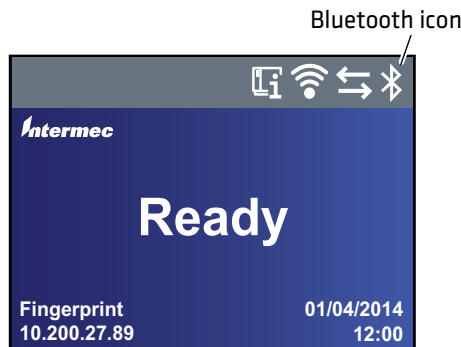 Bluetooth icon
Intermec
Ready
Fingerprint
01/04/2014
10.200.27.89
12:00